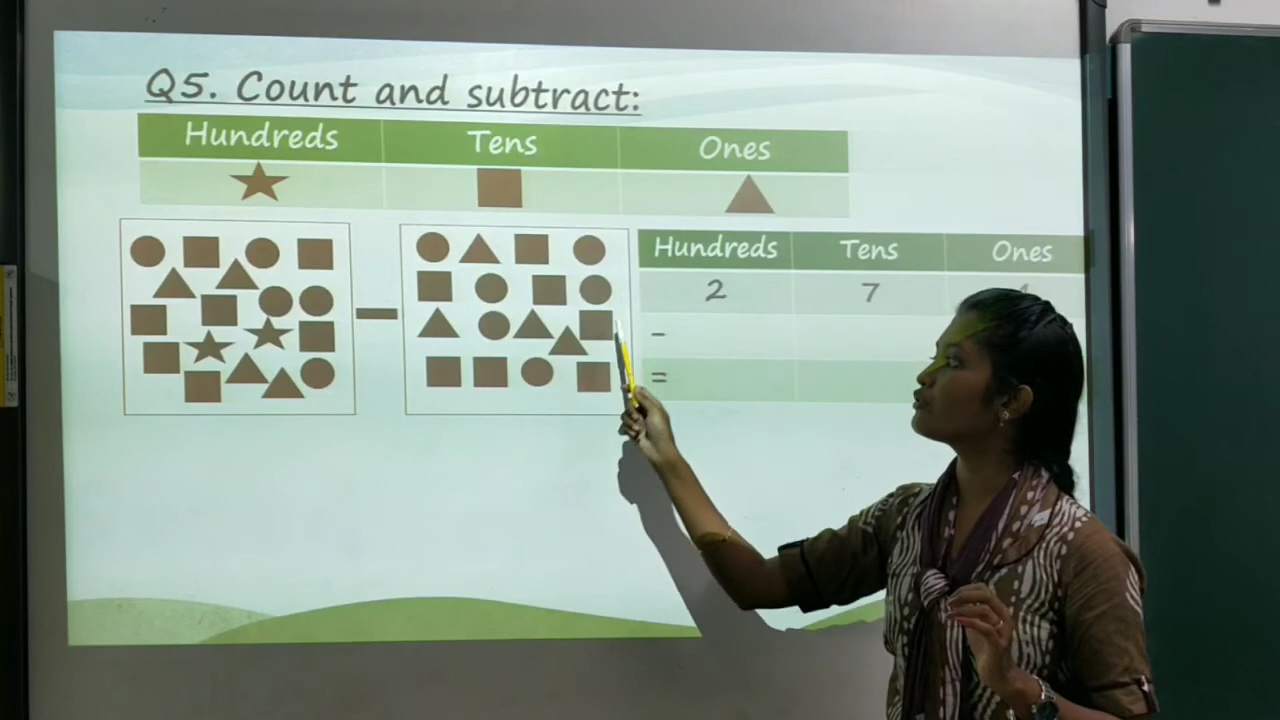 Q5. Count and subtract:
Hundreds Tens Ones
Hundreds Tens Ones
2 7
-
=